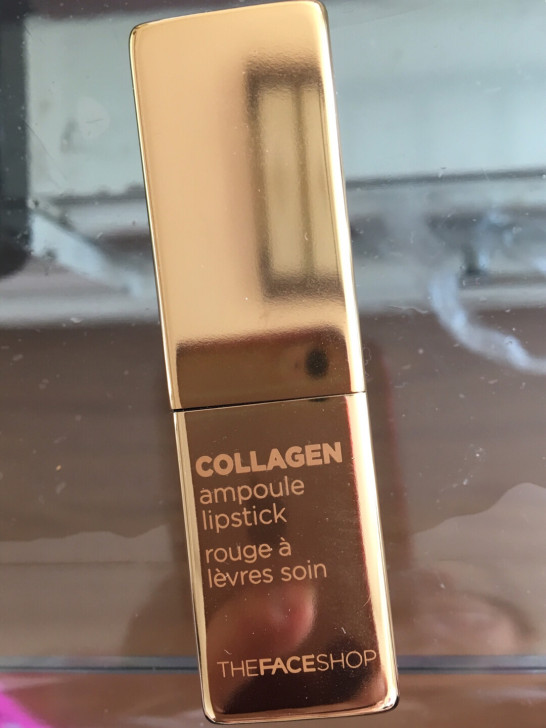 COLLAGEN
ampoule
lipstick
rouge à
lèvres soin
THEFACESHOP